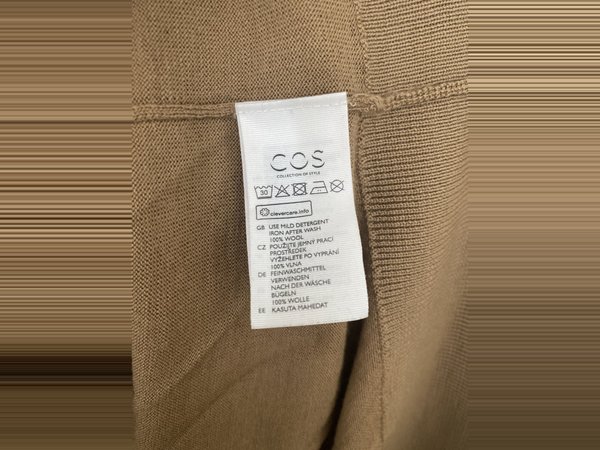 COS
COLLECTION OF STYLE
30
clevercare.info
GB USE MILD DETERGENT
IRON AFTER WASH
100% WOOL
CZ POUŽIJTE JEMNÝ PRACÍ
PROSTŘEDEK
VYŽEHLETE PO VYPRÁNÍ
100% VLNA
DE FEINWASCHMITTEL
VERWENDEN
NACH DER WÄSCHE
BÜGELN
100% WOLLE
EE KASUTA MAHEDAT